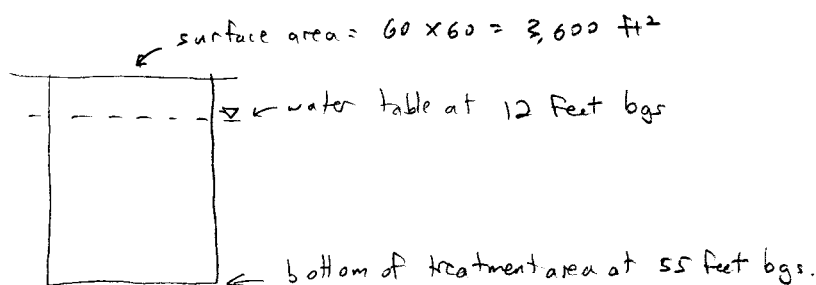 surface area = 60 x 60 = 3,600 ft²
water table at 12 feet bgs
bottom of treatment area at 55 feet bgs.